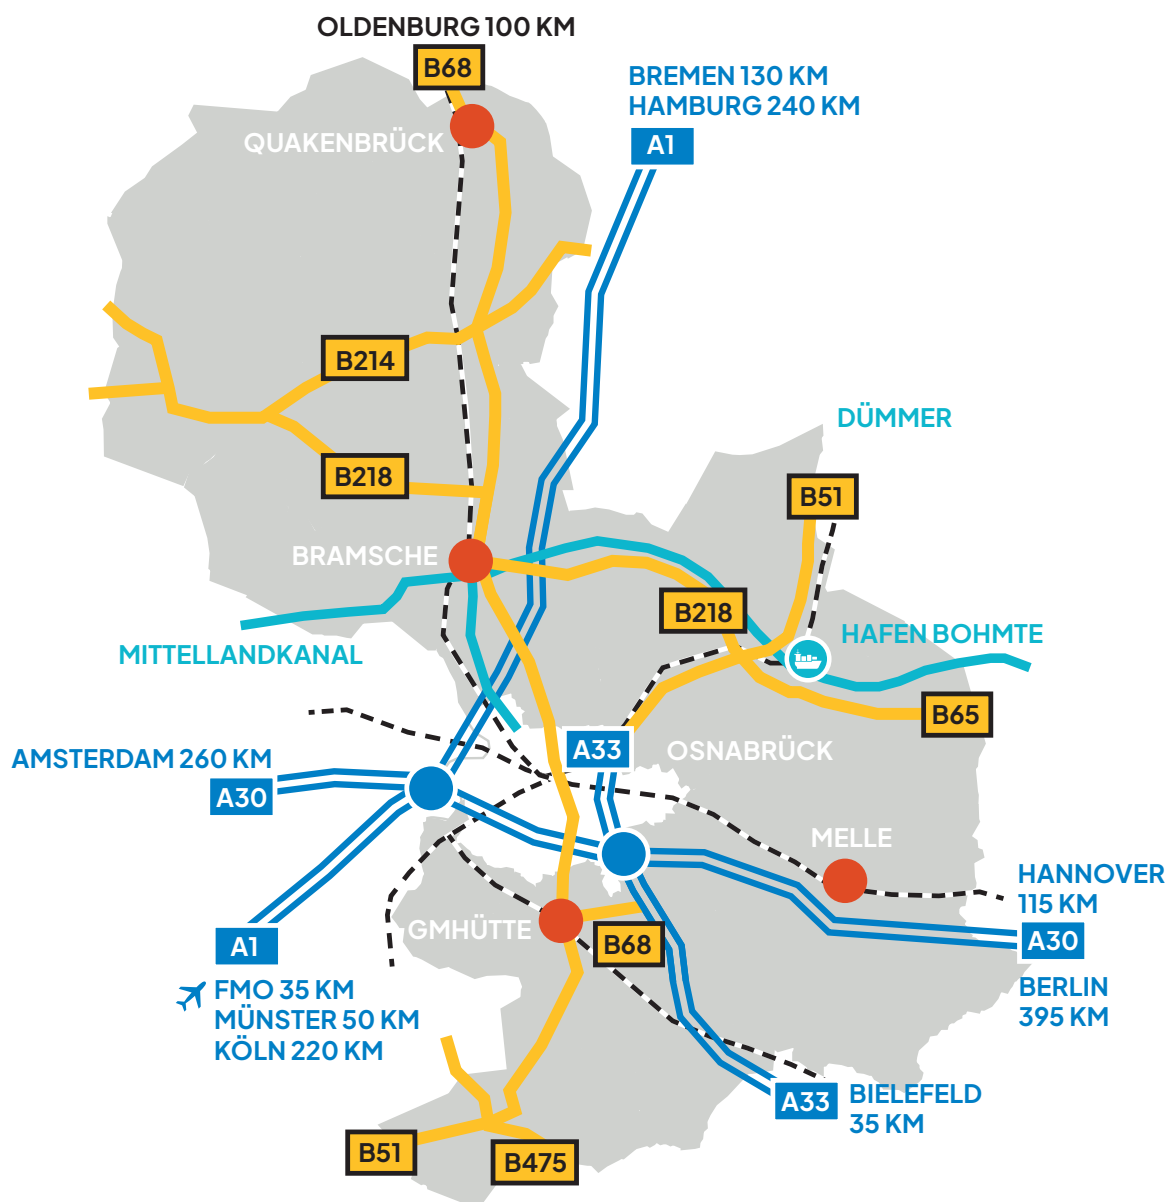 OLDENBURG 100 KM
B68
BREMEN 130 KM
HAMBURG 240 KM
A1
QUAKENBRÜCK
B214
DÜMMER
B218
B51
BRAMSCHE
B218
HAFEN BOHMTE
MITTELLANDKANAL
B65
A33
OSNABRÜCK
AMSTERDAM 260 KM
A30
MELLE
HANNOVER
115 KM
A30
BERLIN
395 KM
GMHÜTTE
B68
A1
FMO 35 KM
MÜNSTER 50 KM
KÖLN 220 KM
A33
BIELEFELD
35 KM
B51
B475